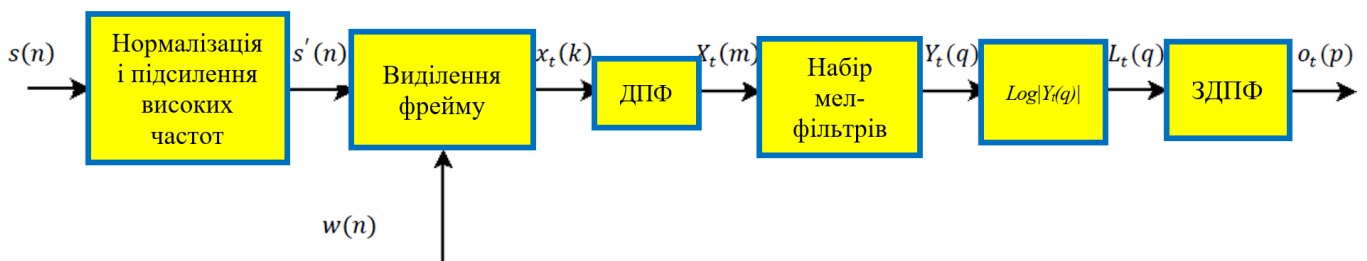 s(n)
Нормалізація
і підсилення
високих
частот
s′(n)
Виділення
фрейму
w(n)
x_t(k)
ДПФ
X_t(m)
Набір
мел-
фільтрів
Y_t(q)
Log|Y_t(q)|
L_t(q)
ЗДПФ
o_t(p)